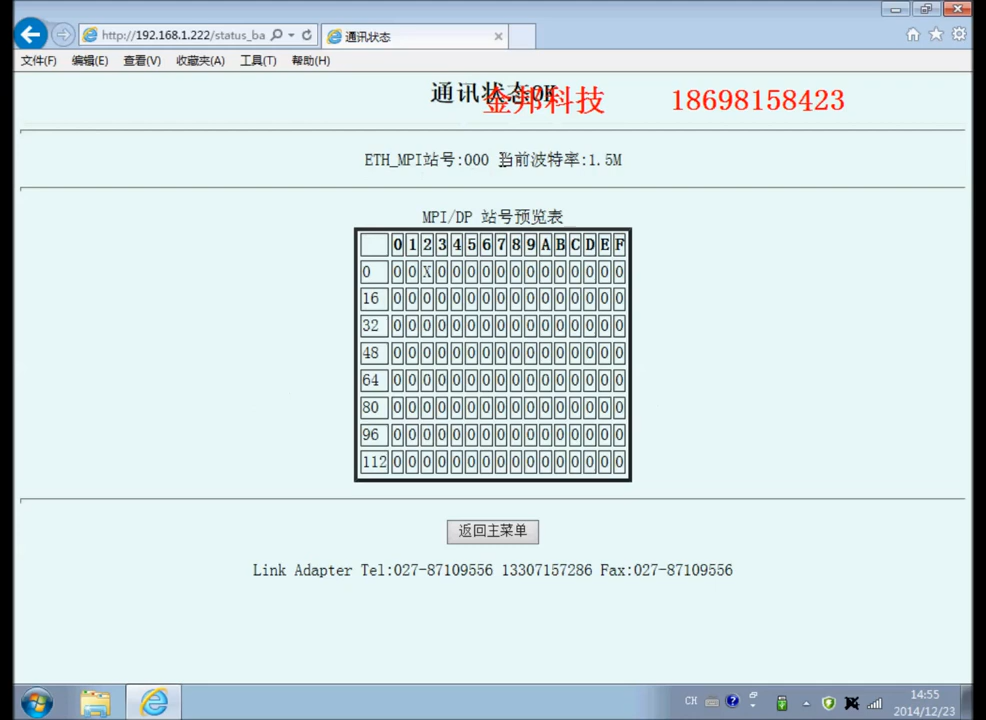 http://192.168.1.222/status_ba
通讯状态
文件(F) 编辑(E) 查看(V) 收藏夹(A) 工具(T) 帮助(H)
通讯状态OK
金邦科技 18698158423
ETH_MPI站号:000 当前波特率:1.5M
MPI/DP 站号预览表
0 1 2 3 4 5 6 7 8 9 A B C D E F
0 0 0 X 0 0 0 0 0 0 0 0 0 0 0 0 0
16 0 0 0 0 0 0 0 0 0 0 0 0 0 0 0 0
32 0 0 0 0 0 0 0 0 0 0 0 0 0 0 0 0
48 0 0 0 0 0 0 0 0 0 0 0 0 0 0 0 0
64 0 0 0 0 0 0 0 0 0 0 0 0 0 0 0 0
80 0 0 0 0 0 0 0 0 0 0 0 0 0 0 0 0
96 0 0 0 0 0 0 0 0 0 0 0 0 0 0 0 0
112 0 0 0 0 0 0 0 0 0 0 0 0 0 0 0 0
返回主菜单
Link Adapter Tel:027-87109556 13307157286 Fax:027-87109556
CH
14:55
2014/12/23